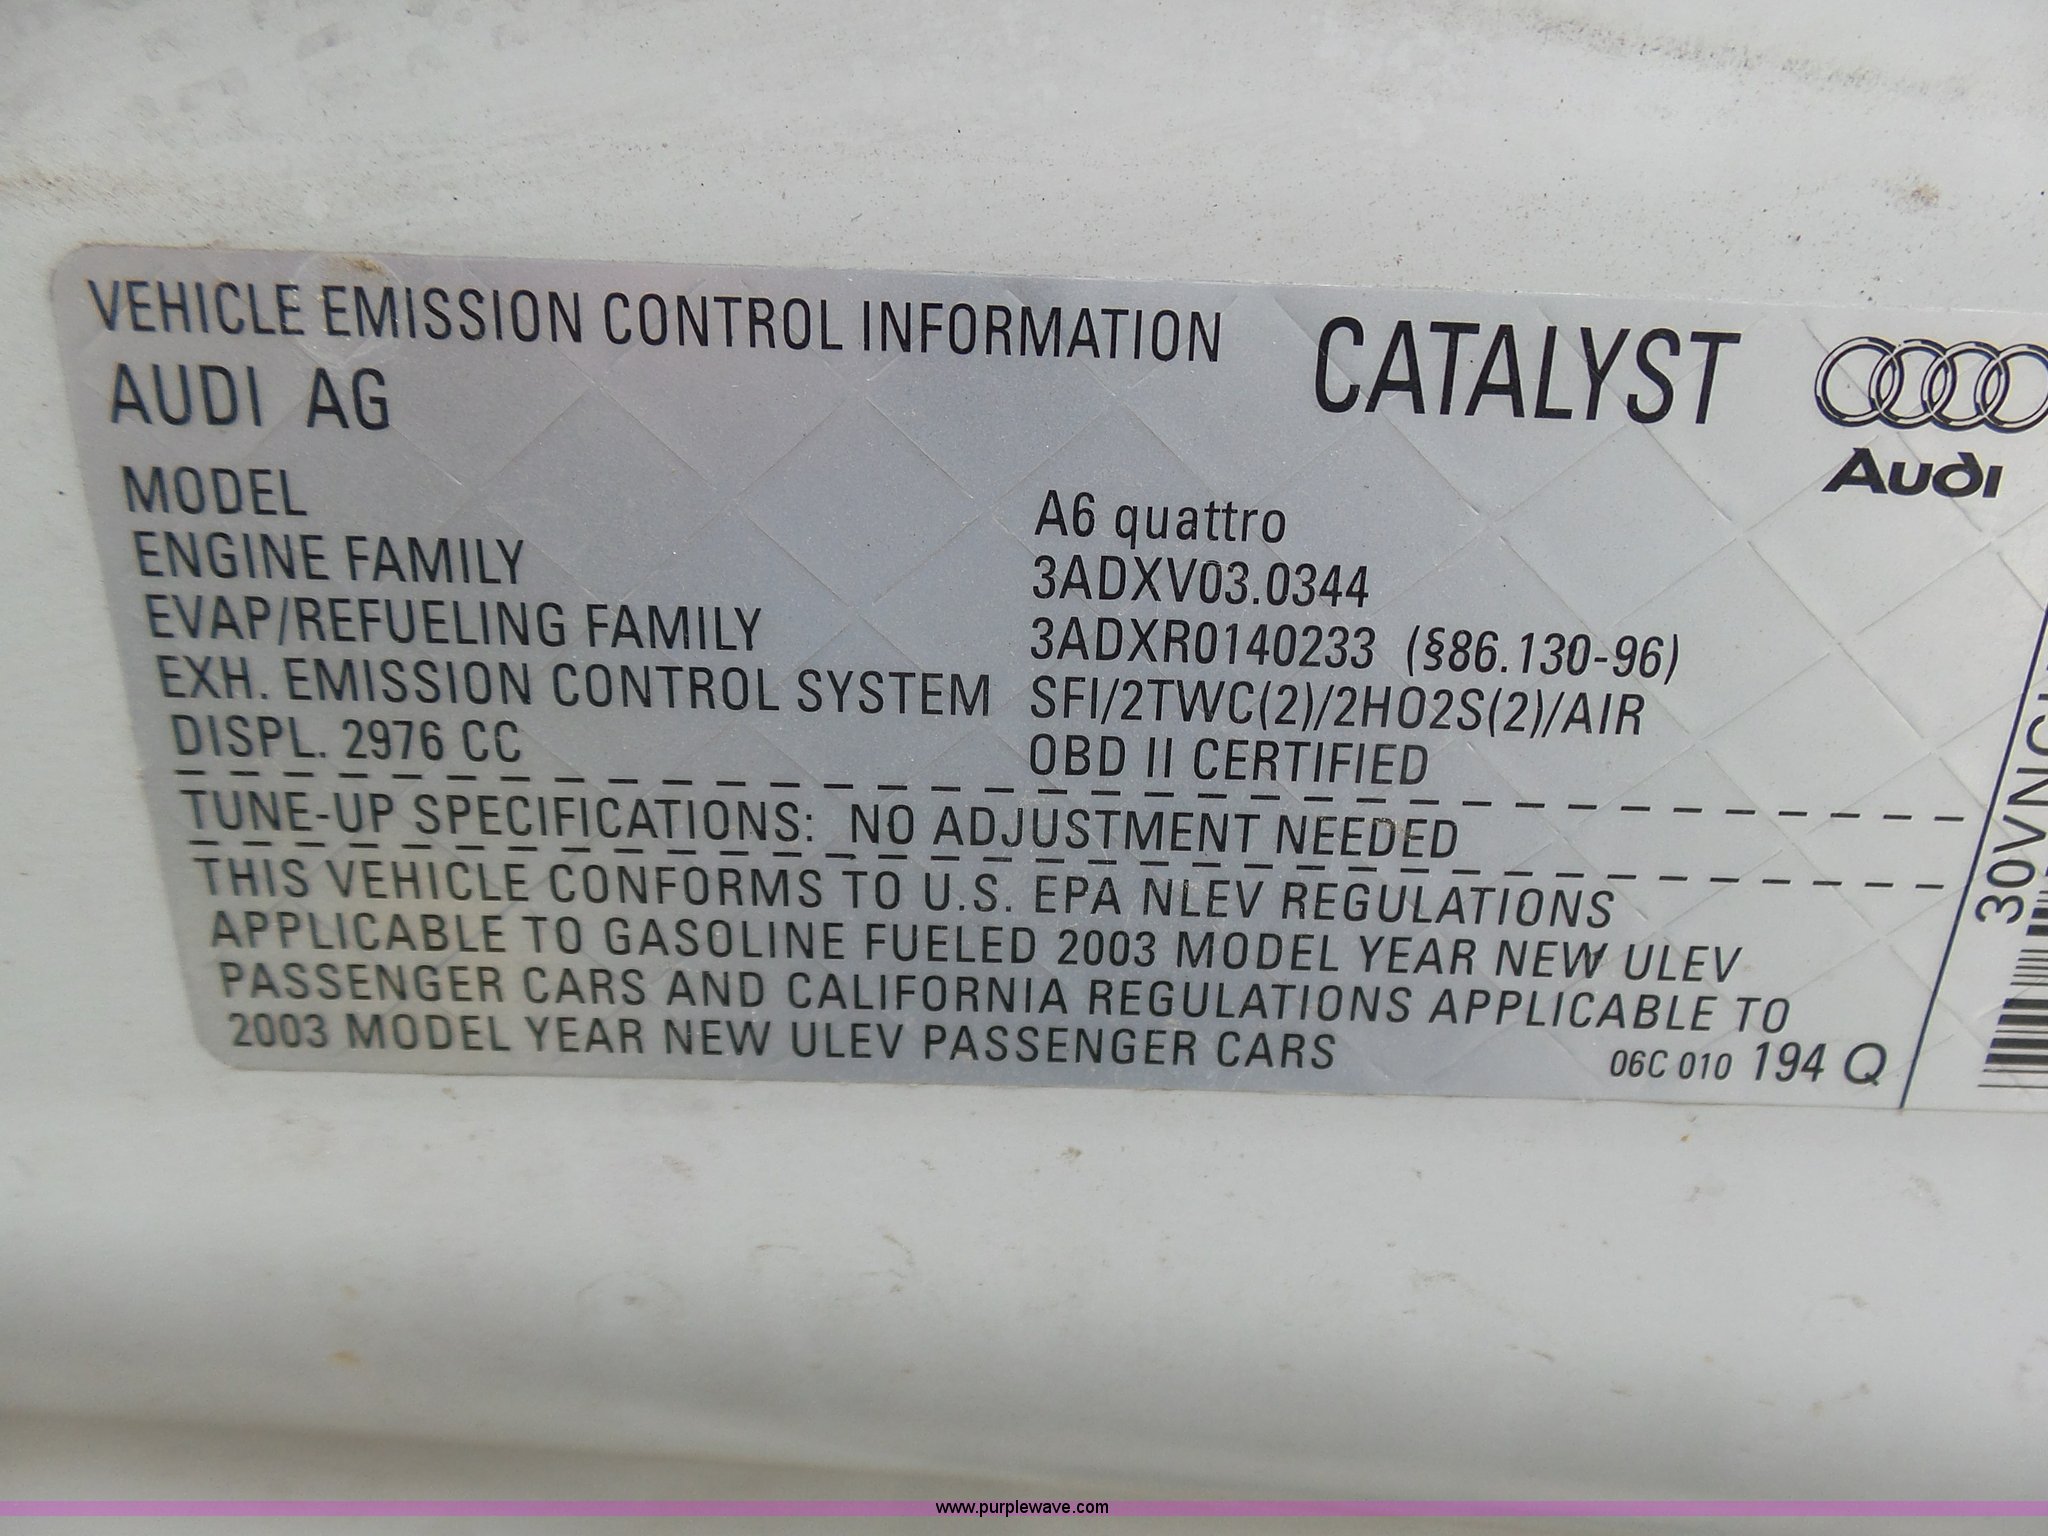 VEHICLE EMISSION CONTROL INFORMATION
CATALYST
AUDI AG
Audi
MODEL A6 quattro
ENGINE FAMILY 3ADXV03.0344
EVAP/REFUELING FAMILY 3ADXR0140233 (§86.130-96)
EXH. EMISSION CONTROL SYSTEM SFI/2TWC(2)/2HO2S(2)/AIR
DISPL. 2976 CC OBD II CERTIFIED
TUNE-UP SPECIFICATIONS: NO ADJUSTMENT NEEDED
THIS VEHICLE CONFORMS TO U.S. EPA NLEV REGULATIONS
APPLICABLE TO GASOLINE FUELED 2003 MODEL YEAR NEW ULEV
PASSENGER CARS AND CALIFORNIA REGULATIONS APPLICABLE TO
2003 MODEL YEAR NEW ULEV PASSENGER CARS
06C 010 194 Q
www.purplewave.com